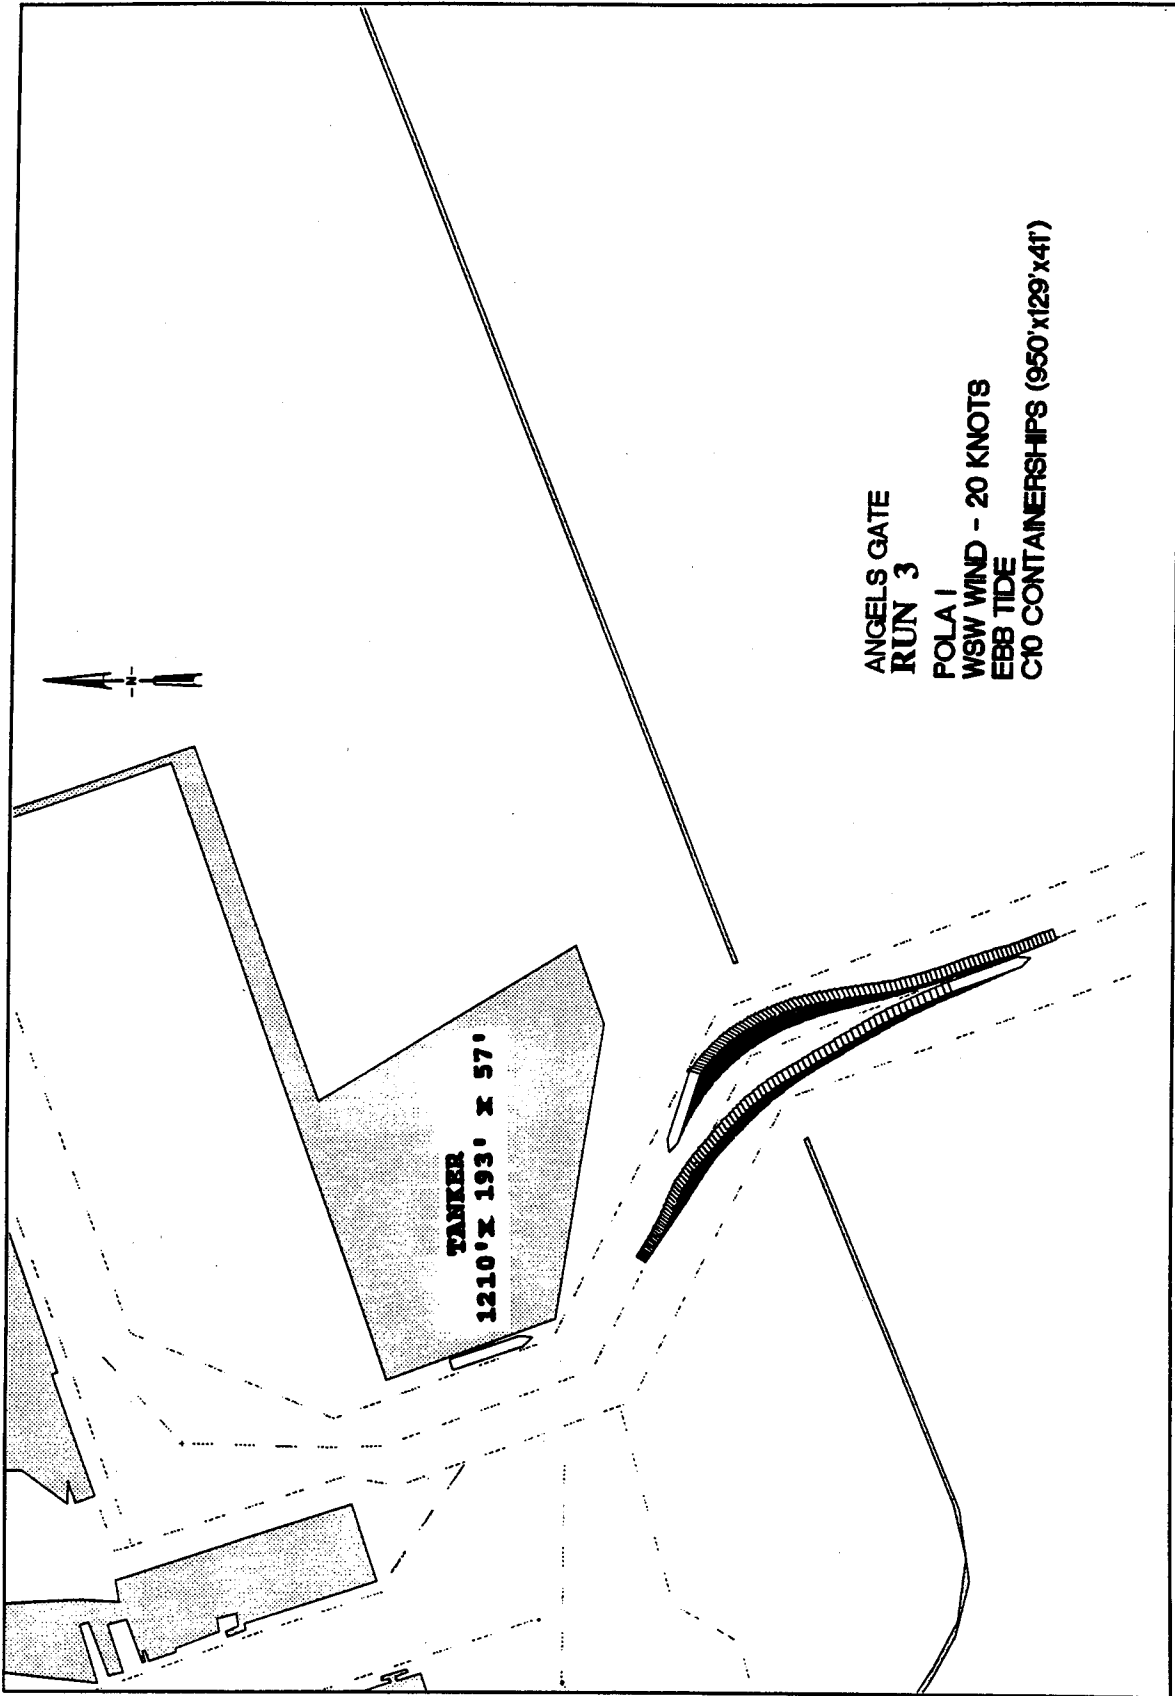 -N-
TANKER
1210'x 193' x 57'
ANGELS GATE
RUN 3
POLA I
WSW WIND - 20 KNOTS
EBB TIDE
C10 CONTAINERSHIPS (950'x129'x41')